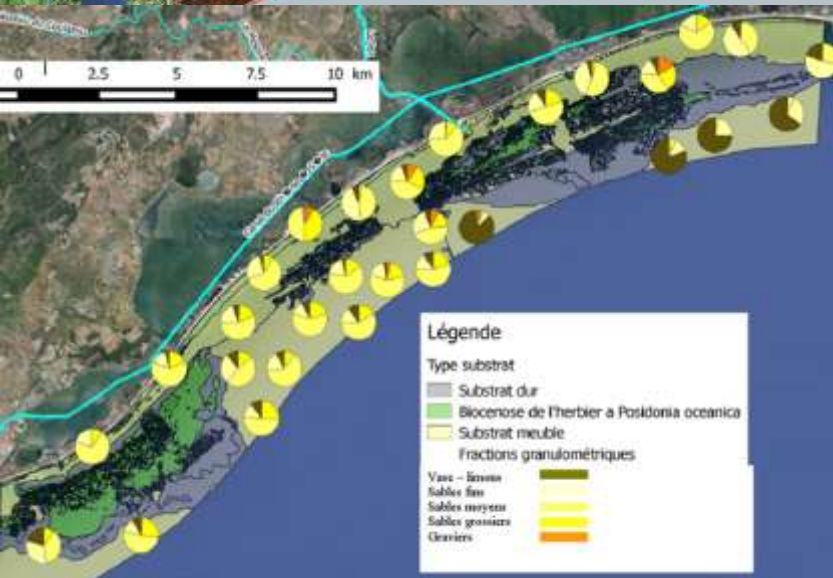 0 2.5 5 7.5 10 km
Légende
Type substrat
Substrat dur
Biocenose de l'herbier a Posidonia oceanica
Substrat meuble
Fractions granulométriques
Vase – limons
Sables fins
Sables moyens
Sables grossiers
Graviers